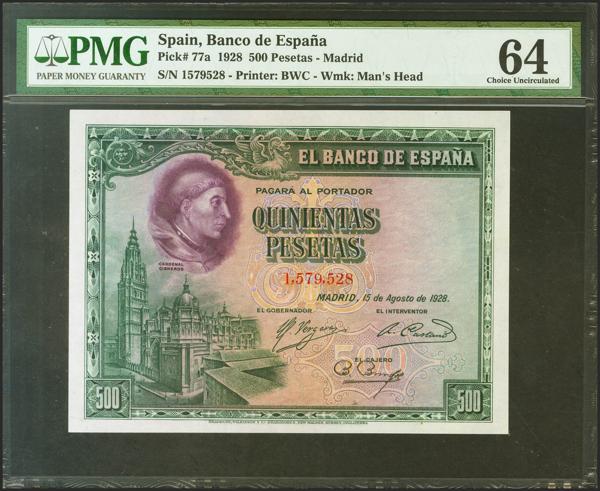 PMG
PAPER MONEY GUARANTY
Spain, Banco de España
Pick# 77a 1928 500 Pesetas - Madrid
S/N 1579528 - Printer: BWC - Wmk: Man's Head
64
Choice Uncirculated
EL BANCO DE ESPAÑA
PAGARÁ AL PORTADOR
QUINIENTAS
PESETAS
CARDENAL
CISNEROS
1,579,528
MADRID, 15 de Agosto de 1928.
EL GOBERNADOR
EL INTERVENTOR
EL CAJERO
500
500
500